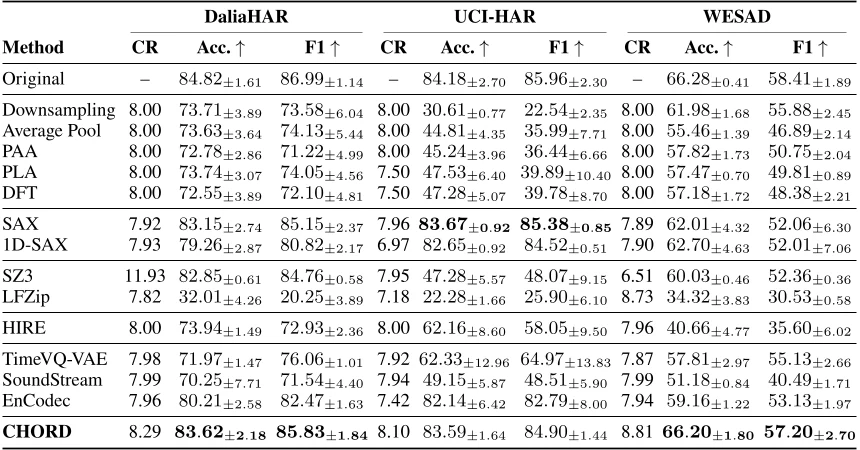 DaliaHAR UCI-HAR WESAD
Method CR Acc. ↑ F1 ↑ CR Acc. ↑ F1 ↑ CR Acc. ↑ F1 ↑
Original – 84.82±1.61 86.99±1.14 – 84.18±2.70 85.96±2.30 – 66.28±0.41 58.41±1.89
Downsampling 8.00 73.71±3.89 73.58±6.04 8.00 30.61±0.77 22.54±2.35 8.00 61.98±1.68 55.88±2.45
Average Pool 8.00 73.63±3.64 74.13±5.44 8.00 44.81±4.35 35.99±7.71 8.00 55.46±1.39 46.89±2.14
PAA 8.00 72.78±2.86 71.22±4.99 8.00 45.24±3.96 36.44±6.66 8.00 57.82±1.73 50.75±2.04
PLA 8.00 73.74±3.07 74.05±4.56 7.50 47.53±6.40 39.89±10.40 8.00 57.47±0.70 49.81±0.89
DFT 8.00 72.55±3.89 72.10±4.81 7.50 47.28±5.07 39.78±8.70 8.00 57.18±1.72 48.38±2.21
SAX 7.92 83.15±2.74 85.15±2.37 7.96 83.67±0.92 85.38±0.85 7.89 62.01±4.32 52.06±6.30
1D-SAX 7.93 79.26±2.87 80.82±2.17 6.97 82.65±0.92 84.52±0.51 7.90 62.70±4.63 52.01±7.06
SZ3 11.93 82.85±0.61 84.76±0.58 7.95 47.28±5.57 48.07±9.15 6.51 60.03±0.46 52.36±0.36
LFZip 7.82 32.01±4.26 20.25±3.89 7.18 22.28±1.66 25.90±6.10 8.73 34.32±3.83 30.53±0.58
HIRE 8.00 73.94±1.49 72.93±2.36 8.00 62.16±8.60 58.05±9.50 7.96 40.66±4.77 35.60±6.02
TimeVQ-VAE 7.98 71.97±1.47 76.06±1.01 7.92 62.33±12.96 64.97±13.83 7.87 57.81±2.97 55.13±2.66
SoundStream 7.99 70.25±7.71 71.54±4.40 7.94 49.15±5.87 48.51±5.90 7.99 51.18±0.84 40.49±1.71
EnCodec 7.96 80.21±2.58 82.47±1.63 7.42 82.14±6.42 82.79±8.00 7.94 59.16±1.22 53.13±1.97
CHORD 8.29 83.62±2.18 85.83±1.84 8.10 83.59±1.64 84.90±1.44 8.81 66.20±1.80 57.20±2.70